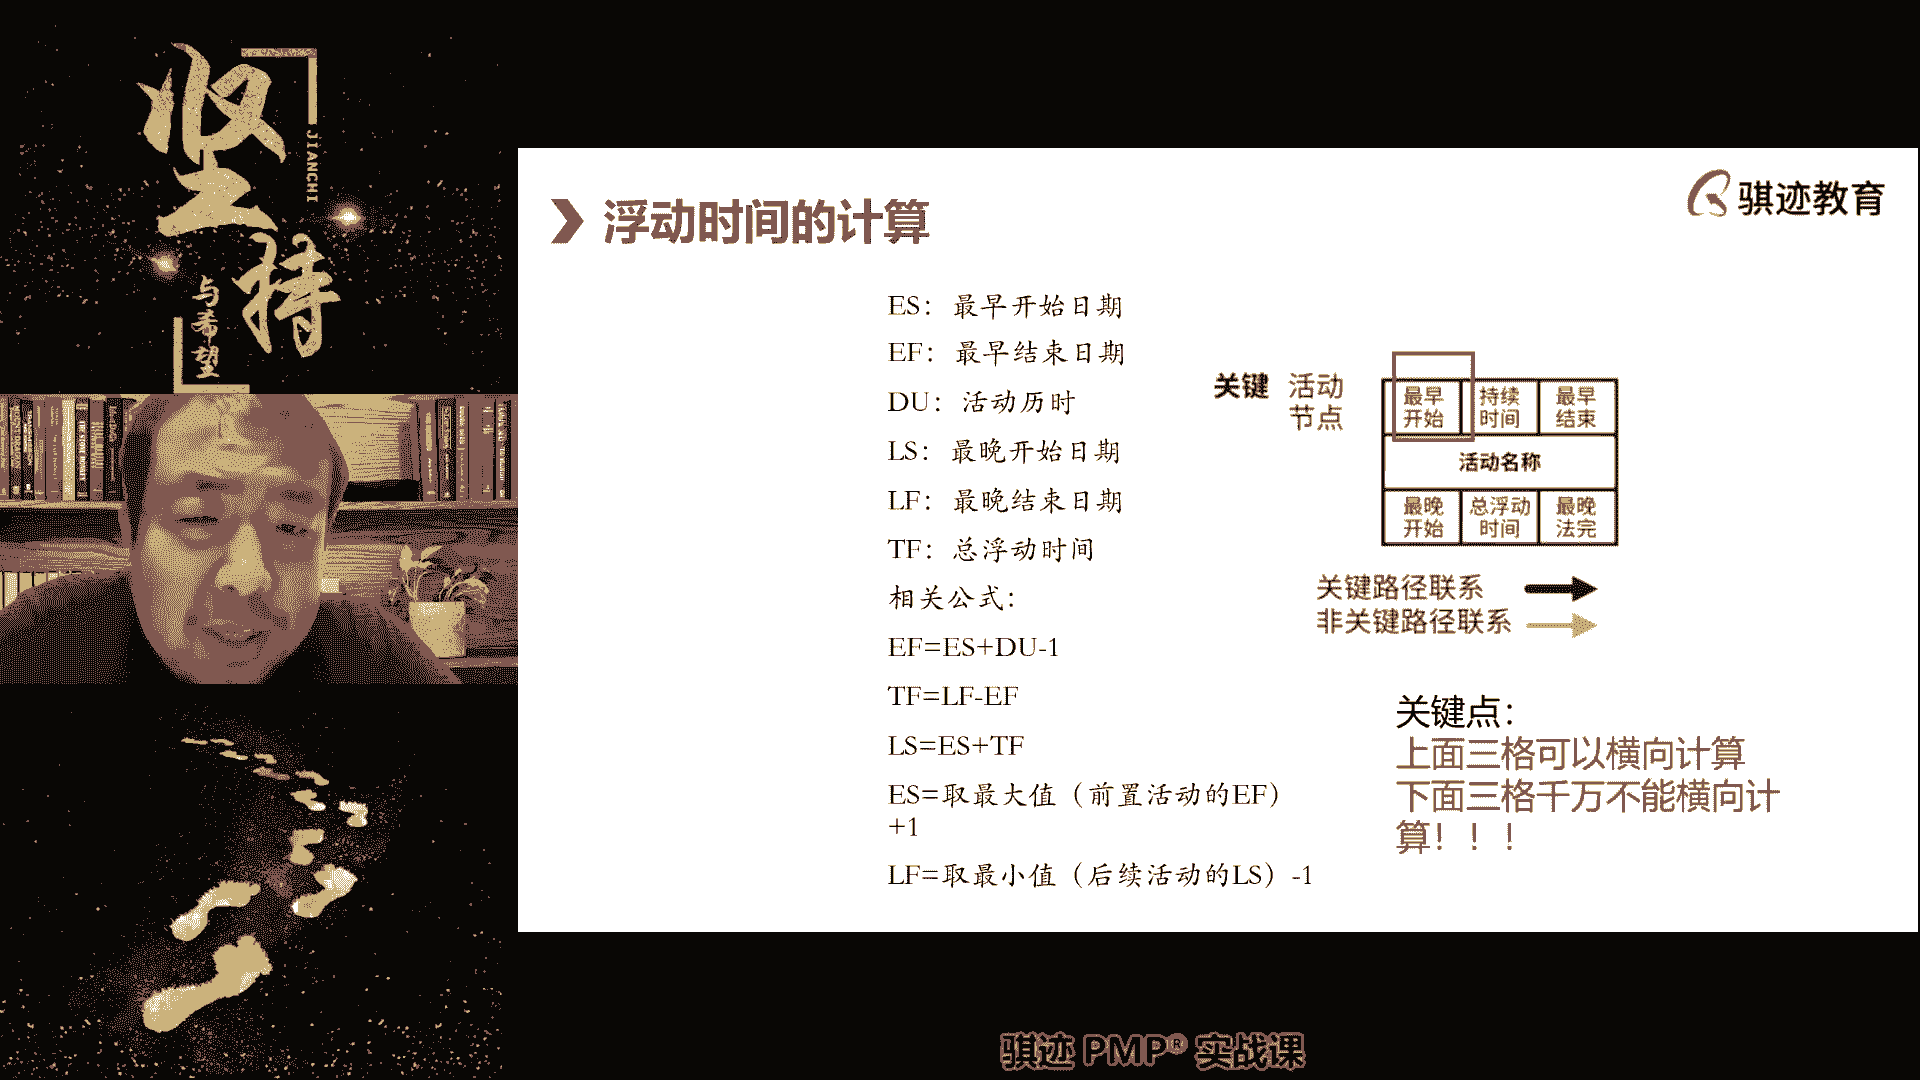 坚持
JIANCHI
与希望
骐迹教育
浮动时间的计算
ES：最早开始日期
EF：最早结束日期
DU：活动历时
LS：最晚开始日期
LF：最晚结束日期
TF：总浮动时间
相关公式：
EF=ES+DU-1
TF=LF-EF
LS=ES+TF
ES=取最大值（前置活动的EF）
+1
LF=取最小值（后续活动的LS）-1
关键 活动
节点
最早
开始
持续
时间
最早
结束
活动名称
最晚
开始
总浮动
时间
最晚
法完
关键路径联系
非关键路径联系
关键点：
上面三格可以横向计算
下面三格千万不能横向计
算！！！
骐迹 PMP® 实战课